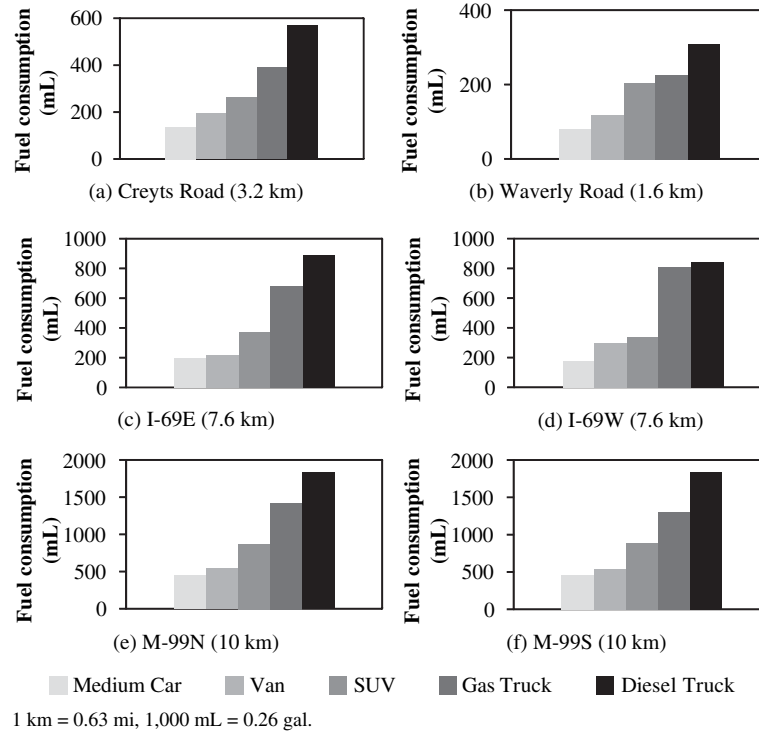 Fuel consumption
(mL)
600
400
200
0
(a) Creyts Road (3.2 km)
Fuel consumption
(mL)
400
200
0
(b) Waverly Road (1.6 km)
Fuel consumption
(mL)
1000
800
600
400
200
0
(c) I-69E (7.6 km)
Fuel consumption
(mL)
1000
800
600
400
200
0
(d) I-69W (7.6 km)
Fuel consumption
(mL)
2000
1500
1000
500
0
(e) M-99N (10 km)
Fuel consumption
(mL)
2000
1500
1000
500
0
(f) M-99S (10 km)
Medium Car Van SUV Gas Truck Diesel Truck
1 km = 0.63 mi, 1,000 mL = 0.26 gal.